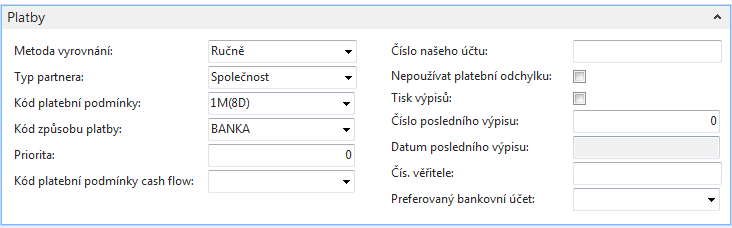 Platby
Metoda vyrovnání: Ručně
Typ partnera: Společnost
Kód platební podmínky: 1M(8D)
Kód způsobu platby: BANKA
Priorita: 0
Kód platební podmínky cash flow:
Číslo našeho účtu:
Nepoužívat platební odchylku:
Tisk výpisů:
Číslo posledního výpisu: 0
Datum posledního výpisu:
Čís. věřitele:
Preferovaný bankovní účet: